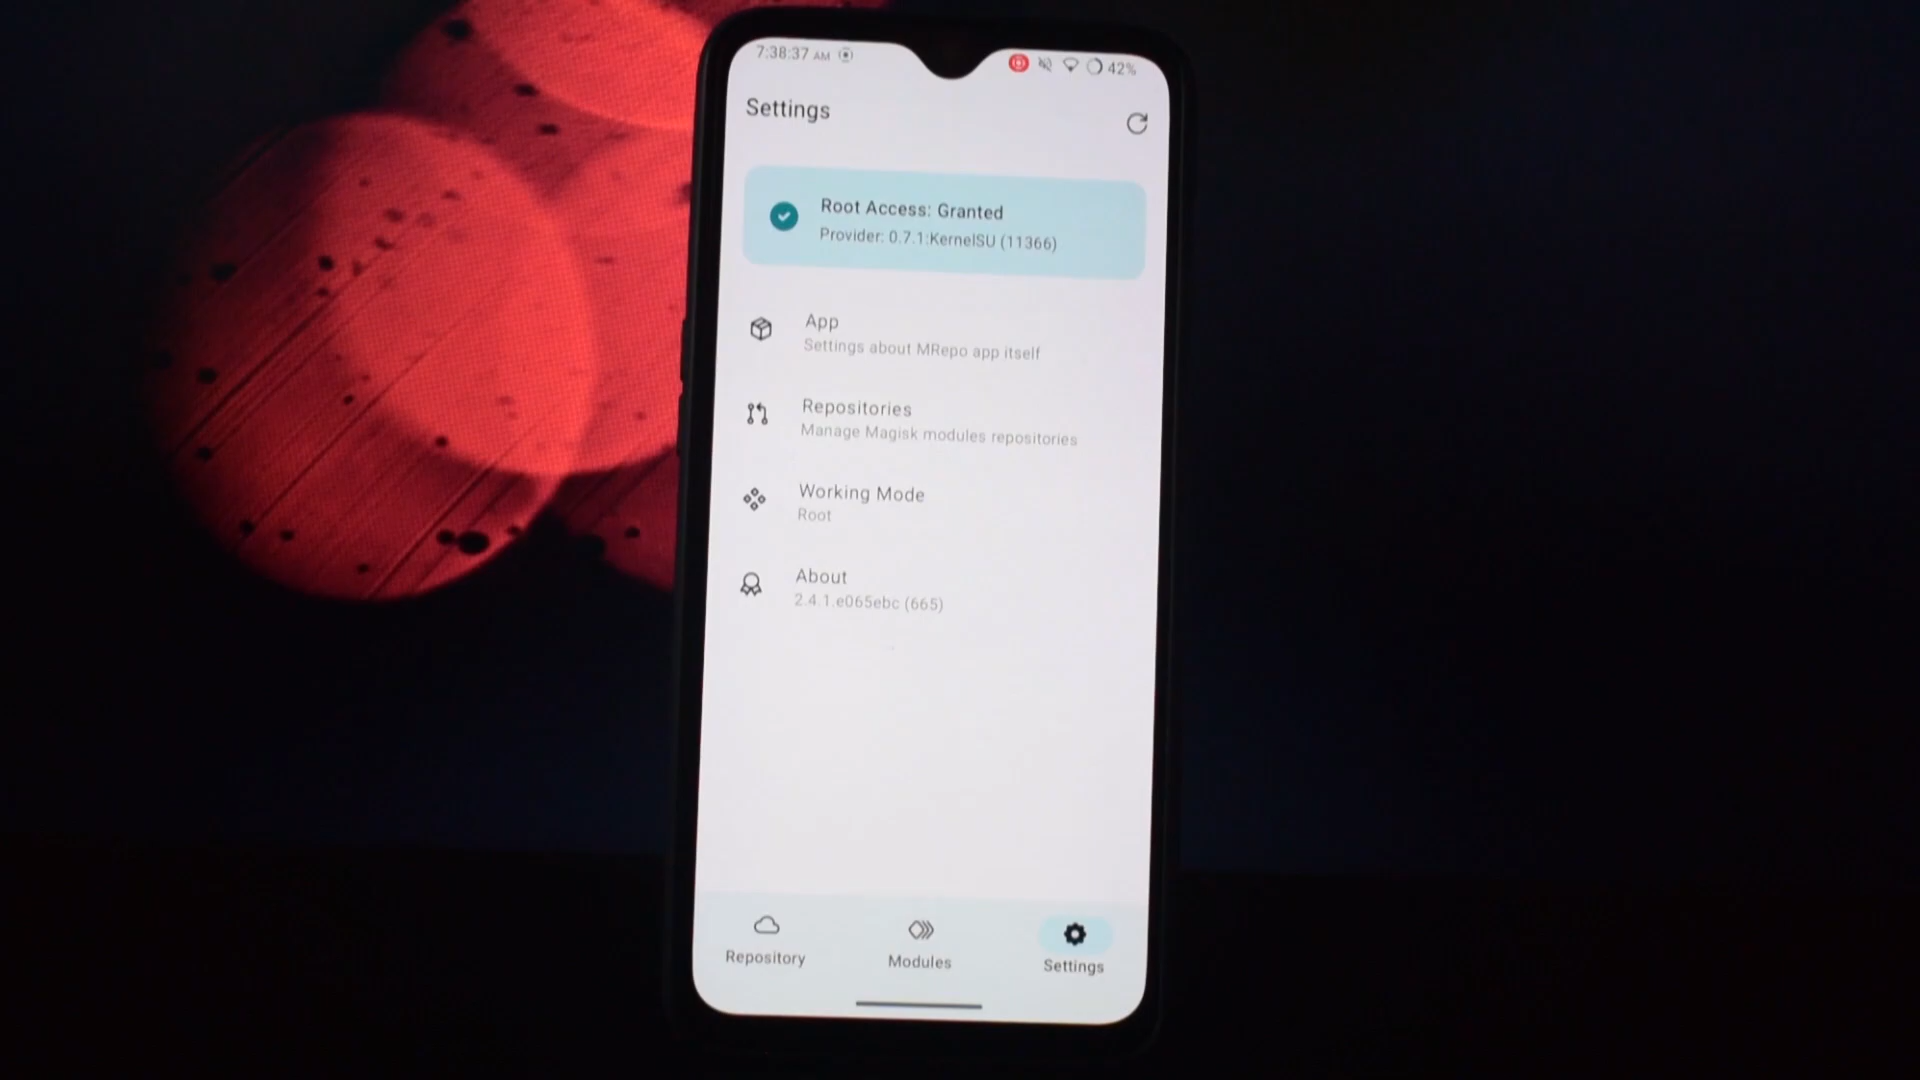 7:38:37 AM
42%
Settings
Root Access: Granted
Provider: 0.7.1:KernelSU (11366)
App
Settings about MRepo app itself
Repositories
Manage Magisk modules repositories
Working Mode
Root
About
2.4.1.e065ebc (665)
Repository
Modules
Settings